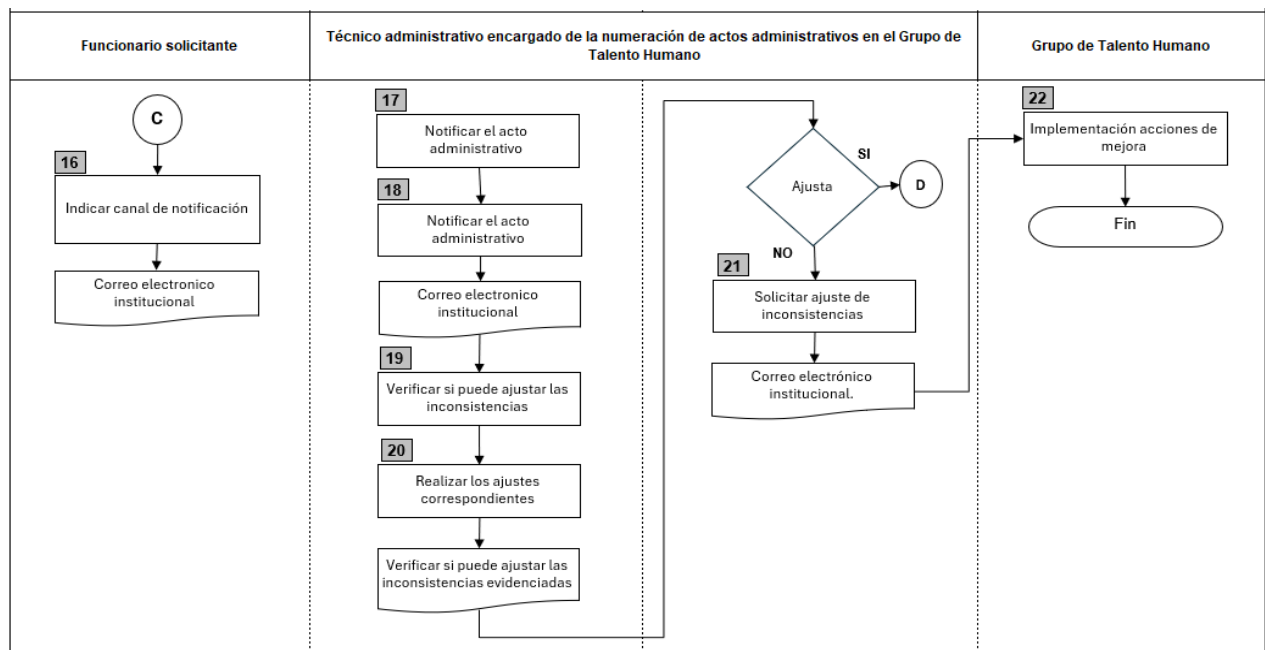 Funcionario solicitante
Técnico administrativo encargado de la numeración de actos administrativos en el Grupo de
Talento Humano
Grupo de Talento Humano
C
16
Indicar canal de notificación
Correo electronico
institucional
17
Notificar el acto
administrativo
18
Notificar el acto
administrativo
Correo electronico
institucional
19
Verificar si puede ajustar las
inconsistencias
20
Realizar los ajustes
correspondientes
Verificar si puede ajustar las
inconsistencias evidenciadas
Ajusta
SI
D
NO
21
Solicitar ajuste de
inconsistencias
Correo electrónico
institucional.
22
Implementación acciones de
mejora
Fin